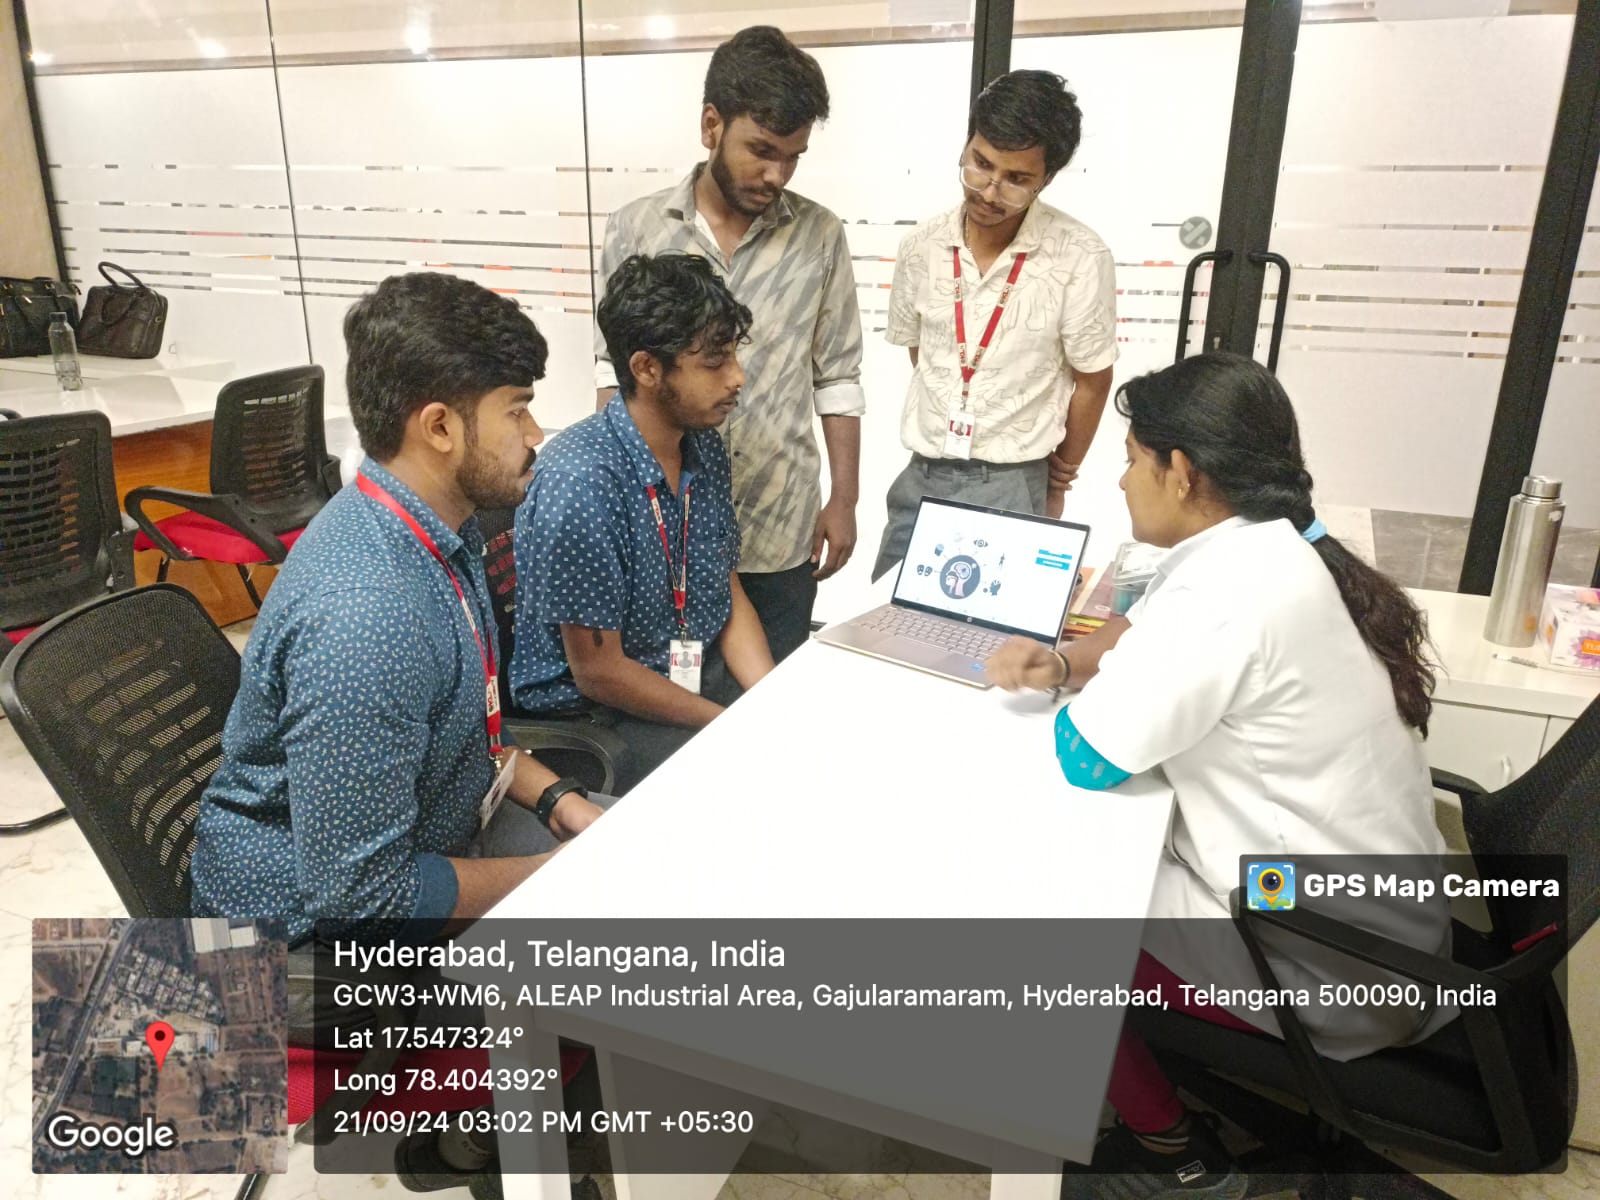 GPS Map Camera
Hyderabad, Telangana, India
GCW3+WM6, ALEAP Industrial Area, Gajularamaram, Hyderabad, Telangana 500090, India
Lat 17.547324°
Long 78.404392°
21/09/24 03:02 PM GMT +05:30
Google